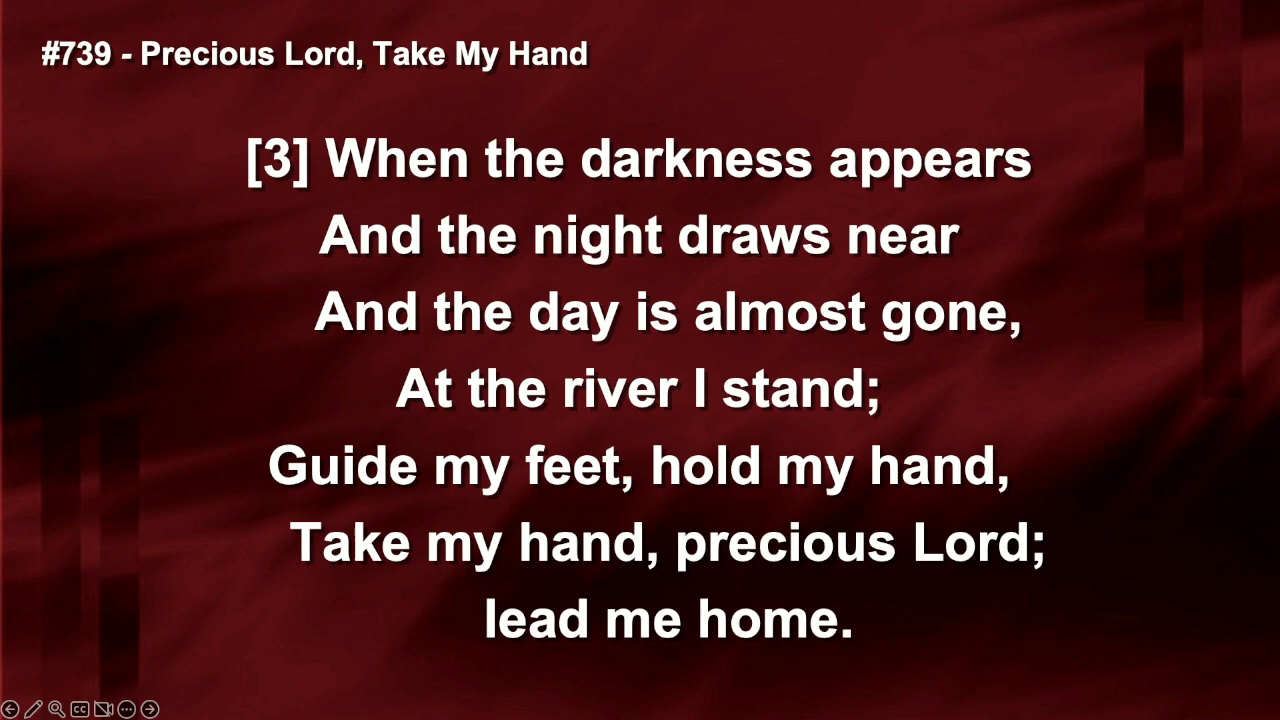 #739 - Precious Lord, Take My Hand
[3] When the darkness appears
And the night draws near
And the day is almost gone,
At the river I stand;
Guide my feet, hold my hand,
Take my hand, precious Lord;
lead me home.
CC